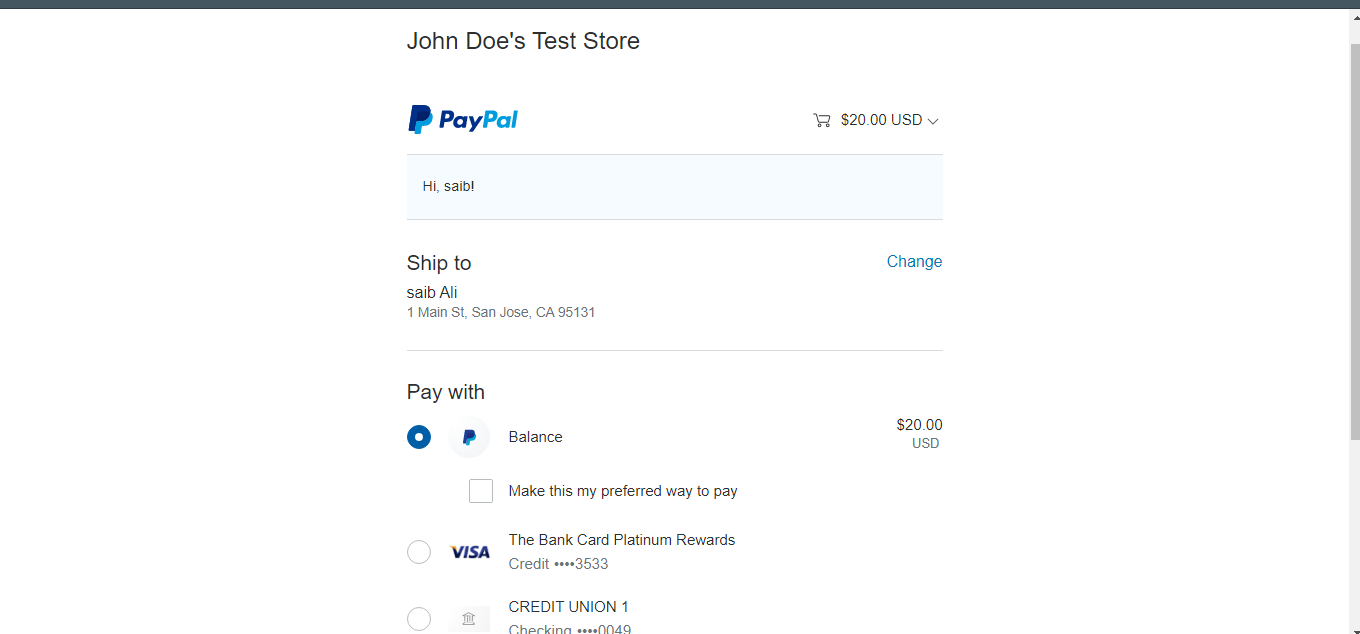 John Doe's Test Store
PayPal
$20.00 USD
Hi, saib!
Ship to
Change
saib Ali
1 Main St, San Jose, CA 95131
Pay with
Balance
$20.00
USD
Make this my preferred way to pay
VISA
The Bank Card Platinum Rewards
Credit ••••3533
CREDIT UNION 1
Checking ••••0049